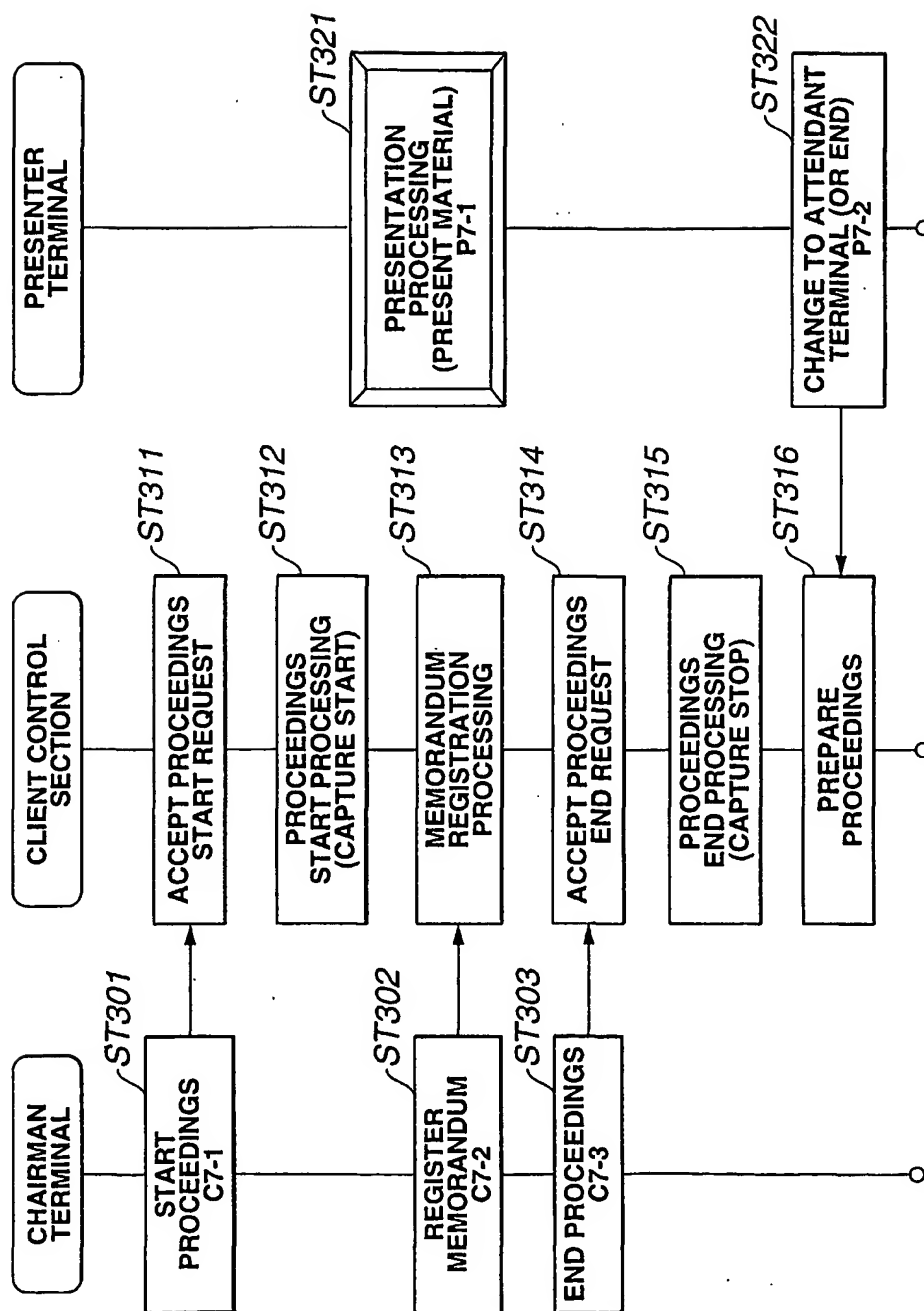 CHAIRMAN
TERMINAL
CLIENT CONTROL
SECTION
PRESENTER
TERMINAL
ST301
START
PROCEEDINGS
C7-1
ST311
ACCEPT PROCEEDINGS
START REQUEST
ST312
PROCEEDINGS
START PROCESSING
(CAPTURE START)
ST321
PRESENTATION
PROCESSING
(PRESENT MATERIAL)
P7-1
ST302
REGISTER
MEMORANDUM
C7-2
ST313
MEMORANDUM
REGISTRATION
PROCESSING
ST303
END PROCEEDINGS
C7-3
ST314
ACCEPT PROCEEDINGS
END REQUEST
ST315
PROCEEDINGS
END PROCESSING
(CAPTURE STOP)
ST316
PREPARE
PROCEEDINGS
ST322
CHANGE TO ATTENDANT
TERMINAL (OR END)
P7-2